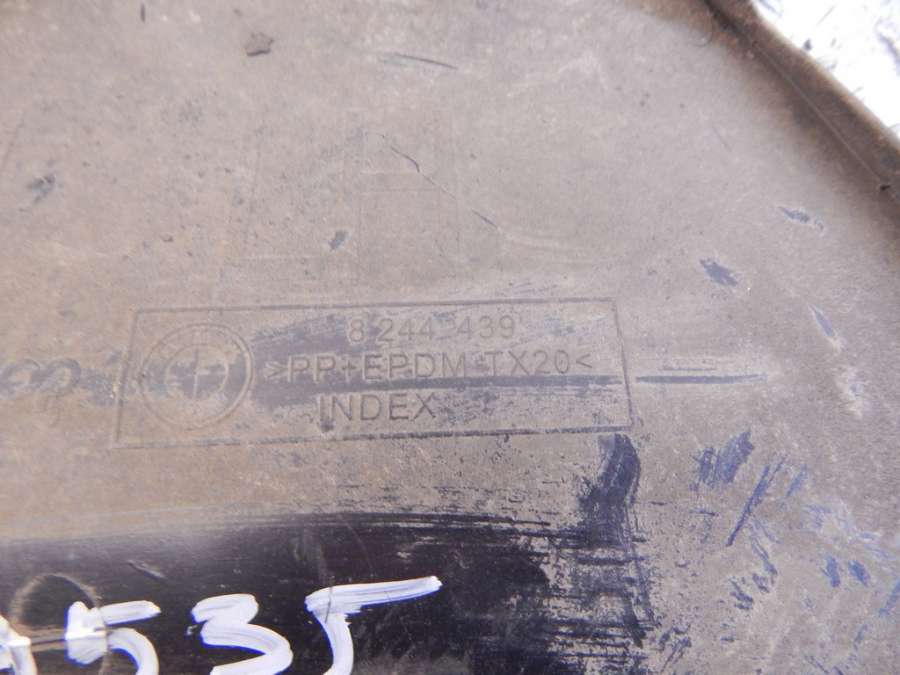 8 244 439
>PP+EPDM-TX20<
INDEX
535